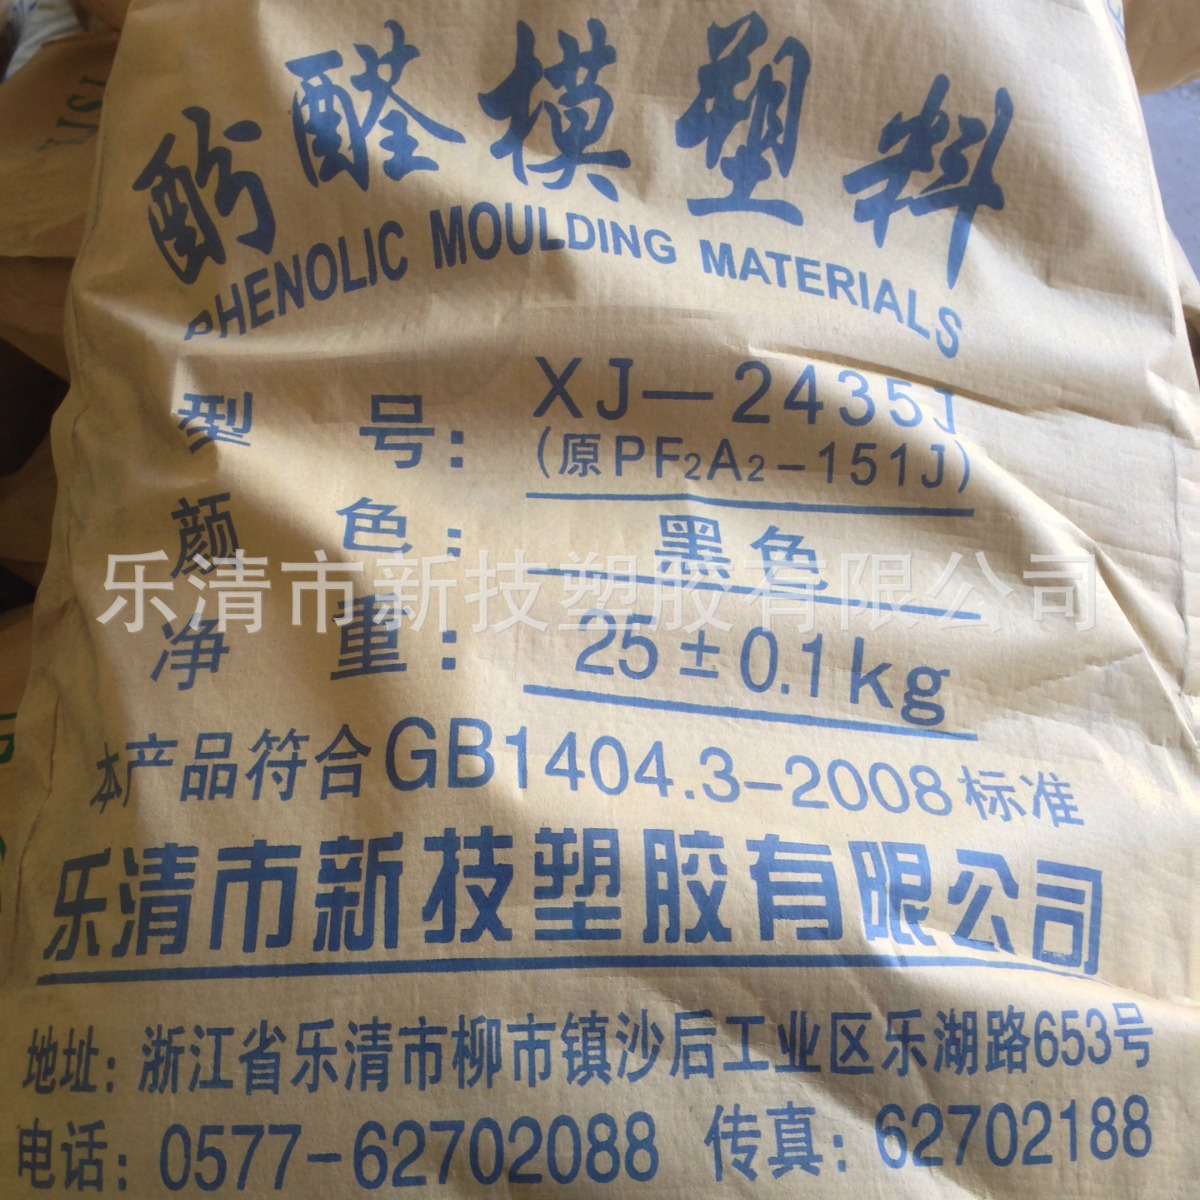 酚醛模塑料
PHENOLIC MOULDING MATERIALS
型 号： XJ—2435J
(原PF₂A₂-151J)
颜 色： 黑色
乐清市新技塑胶有限公司
净 重： 25±0.1kg
本产品符合GB1404.3-2008标准
乐清市新技塑胶有限公司
地址：浙江省乐清市柳市镇沙后工业区乐湖路653号
电话：0577-62702088 传真：62702188